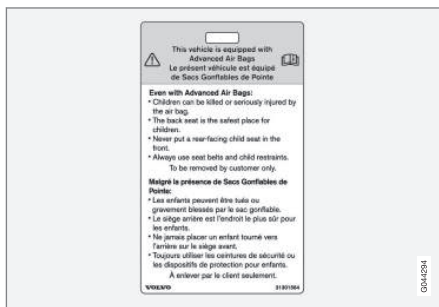 This vehicle is equipped with
Advanced Air Bags
Le présent véhicule est équipé
de Sacs Gonflables de Pointe
Even with Advanced Air Bags:
• Children can be killed or seriously injured by
the air bag.
• The back seat is the safest place for
children.
• Never put a rear-facing child seat in the
front.
• Always use seat belts and child restraints.
To be removed by customer only.
Malgré la présence de Sacs Gonflables de
Pointe:
• Les enfants peuvent être tués ou
gravement blessés par le sac gonflable.
• Le siège arrière est l'endroit le plus sûr pour
les enfants.
• Ne jamais placer un enfant tourné vers
l'arrière sur le siège avant.
• Toujours utiliser les ceintures de sécurité ou
les dispositifs de protection pour enfants.
À enlever par le client seulement.
VOLVO 31301564
G044294